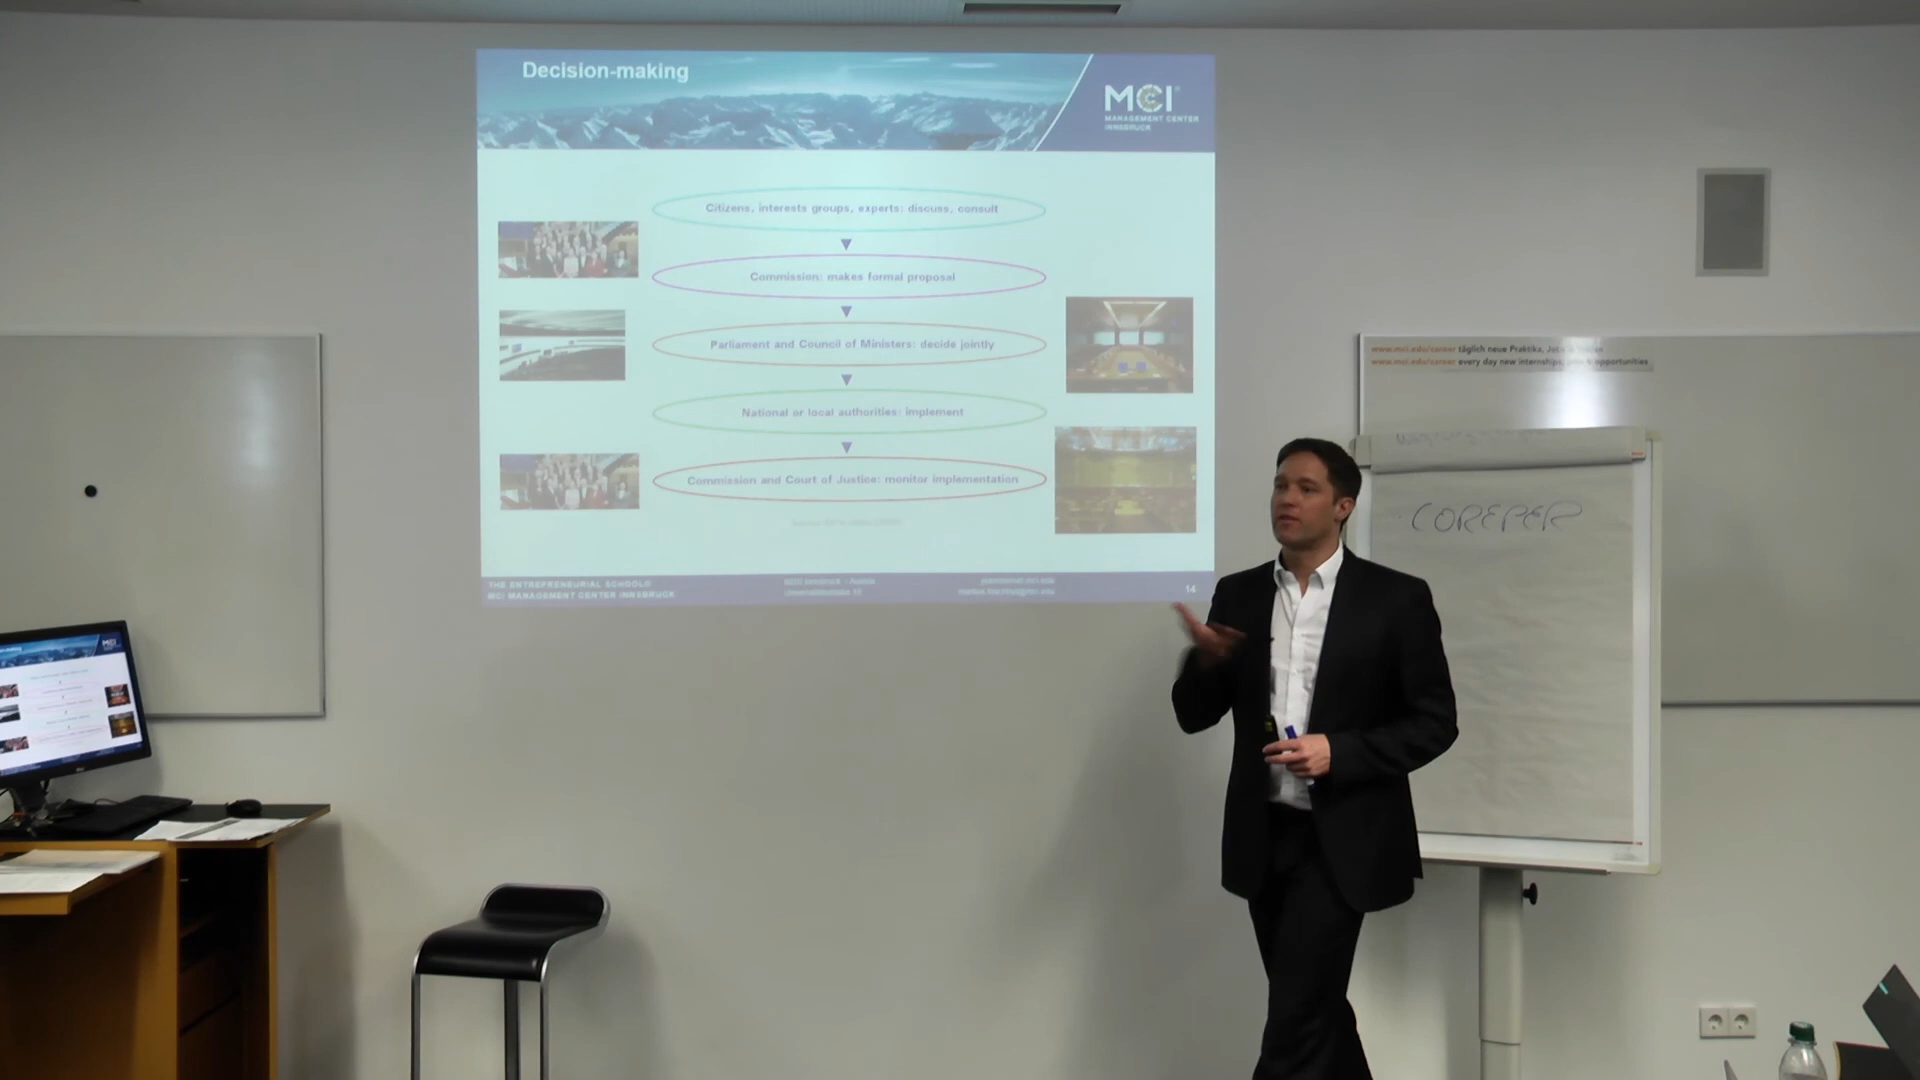 Decision-making
MCI
MANAGEMENT CENTER
INNSBRUCK
Citizens, interests groups, experts: discuss, consult
Commission: makes formal proposal
Parliament and Council of Ministers: decide jointly
National or local authorities: implement
Commission and Court of Justice: monitor implementation
THE ENTREPRENEURIAL SCHOOL®
MCI MANAGEMENT CENTER INNSBRUCK
14
www.mci.edu/career täglich neue Praktika, Jobs &
www.mci.edu/career every day new internships, jobs & opportunities
COREPER